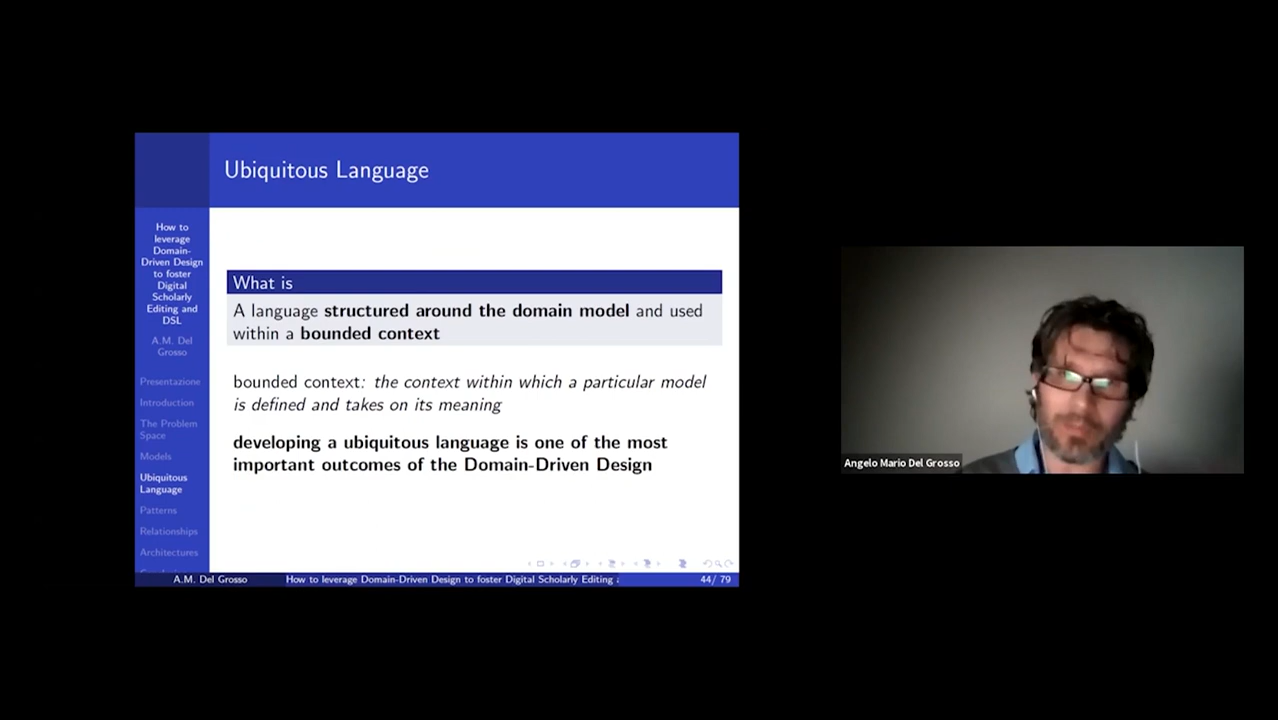 Ubiquitous Language
How to
leverage
Domain-
Driven Design
to foster
Digital
Scholarly
Editing and
DSL
A.M. Del
Grosso
Presentazione
Introduction
The Problem
Space
Models
Ubiquitous
Language
Patterns
Relationships
Architectures
What is
A language structured around the domain model and used
within a bounded context
bounded context: the context within which a particular model
is defined and takes on its meaning
developing a ubiquitous language is one of the most
important outcomes of the Domain-Driven Design
A.M. Del Grosso
How to leverage Domain-Driven Design to foster Digital Scholarly Editing
44/ 79
Angelo Mario Del Grosso